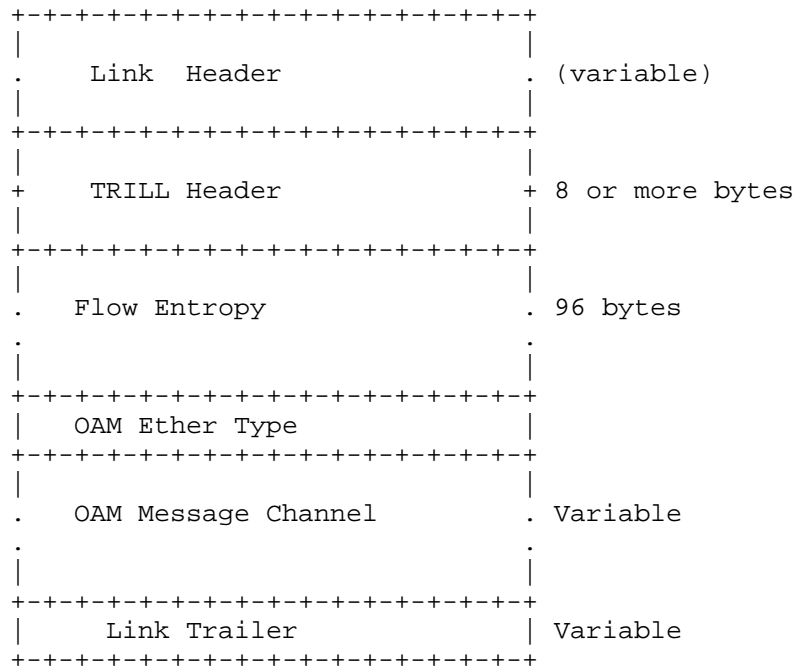 +-+-+-+-+-+-+-+-+-+-+-+-+-+-+-+-+
|                               |
.    Link  Header               . (variable)
|                               |
+-+-+-+-+-+-+-+-+-+-+-+-+-+-+-+-+
|                               |
+    TRILL Header               + 8 or more bytes
|                               |
+-+-+-+-+-+-+-+-+-+-+-+-+-+-+-+-+
|                               |
.   Flow Entropy                . 96 bytes
.                               .
|                               |
+-+-+-+-+-+-+-+-+-+-+-+-+-+-+-+-+
|   OAM Ether Type              |
+-+-+-+-+-+-+-+-+-+-+-+-+-+-+-+-+
|                               |
.   OAM Message Channel         . Variable
.                               .
|                               |
+-+-+-+-+-+-+-+-+-+-+-+-+-+-+-+-+
|     Link Trailer              | Variable
+-+-+-+-+-+-+-+-+-+-+-+-+-+-+-+-+